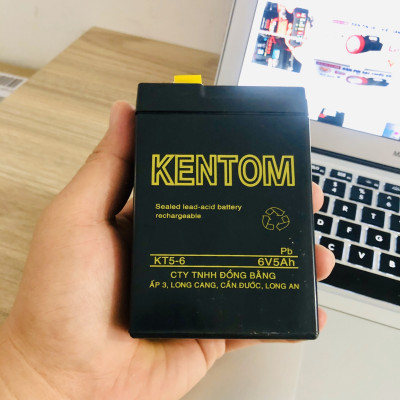 KENTOM
Sealed lead-acid battery
rechargeable
Pb
KT5-6 6V5Ah
CTY TNHH ĐỒNG BẰNG
ẤP 3, LONG CANG, CẦN ĐƯỚC, LONG AN